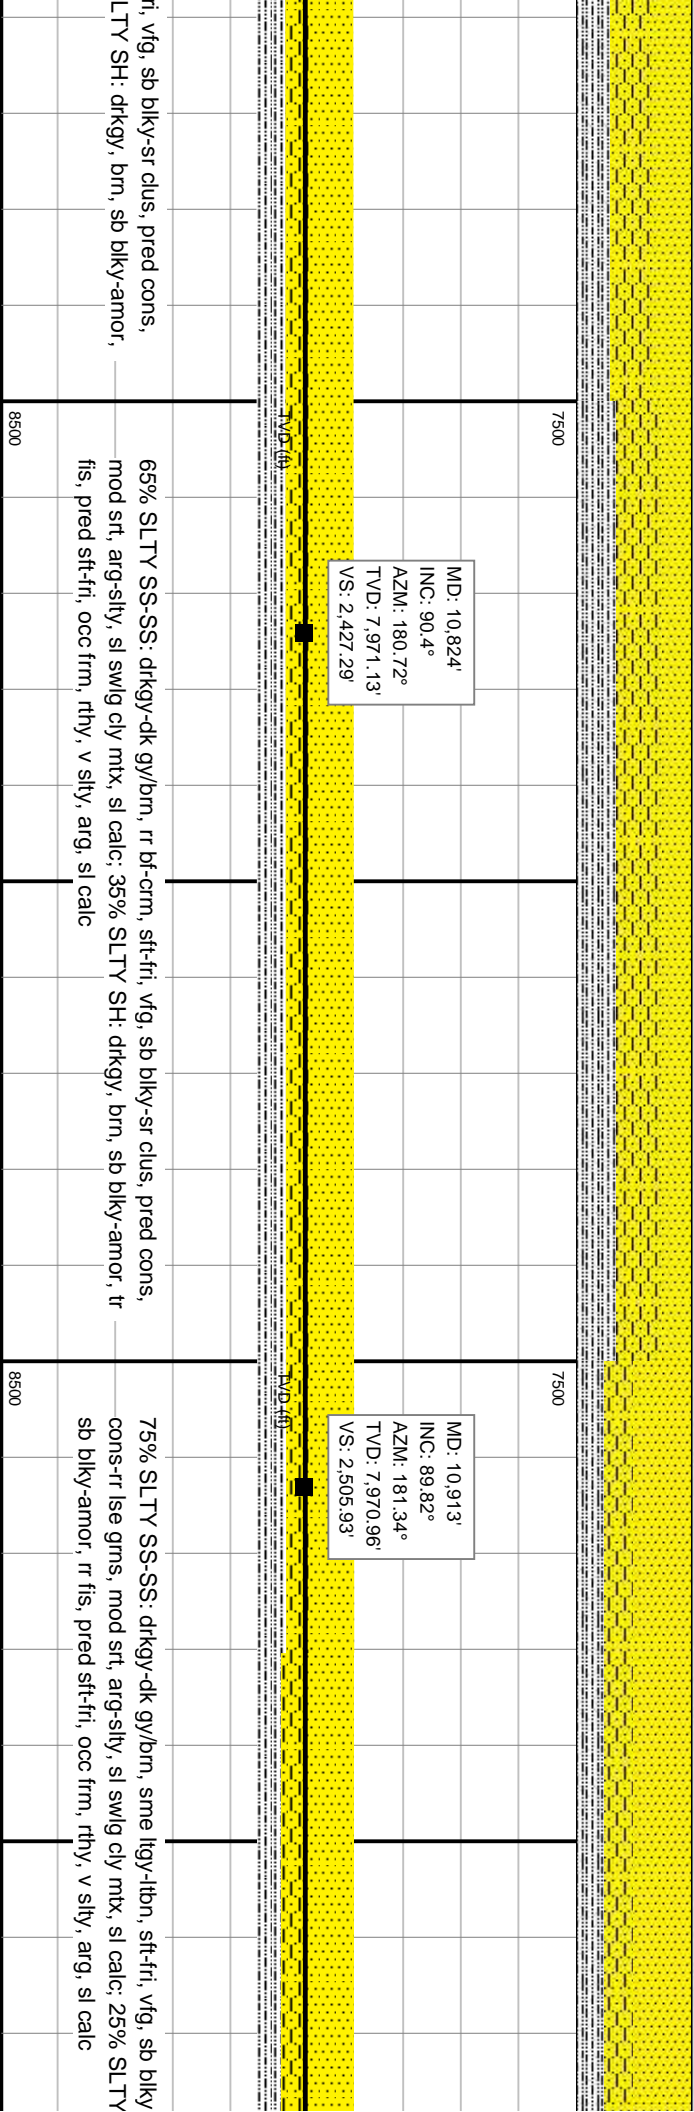 ri, vfg, sb blky-sr clus, pred cons,
LTY SH: drkgy, brn, sb blky-amor,
7500
TVD (ft)
8500
MD: 10,824'
INC: 90.4°
AZM: 180.72°
TVD: 7,971.13'
VS: 2,427.29'
65% SLTY SS-SS: drkgy-dk gy/brn, rr bf-crm, sft-fri, vfg, sb blky-sr clus, pred cons,
mod srt, arg-slty, sl swlg cly mtx, sl calc; 35% SLTY SH: drkgy, brn, sb blky-amor, tr
fis, pred sft-fri, occ frm, rthy, v slty, arg, sl calc
7500
TVD (ft)
8500
MD: 10,913'
INC: 89.82°
AZM: 181.34°
TVD: 7,970.96'
VS: 2,505.93'
75% SLTY SS-SS: drkgy-dk gy/brn, sme ltgy-ltbn, sft-fri, vfg, sb blky
cons-rr lse grns, mod srt, arg-slty, sl swlg cly mtx, sl calc; 25% SLTY
sb blky-amor, rr fis, pred sft-fri, occ frm, rthy, v slty, arg, sl calc